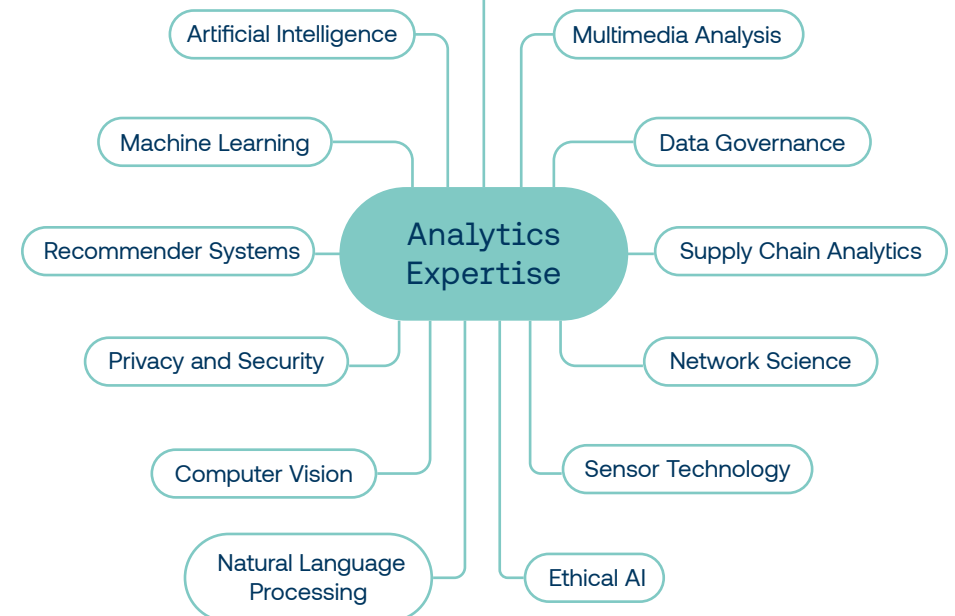 Artificial Intelligence
Multimedia Analysis
Machine Learning
Data Governance
Analytics
Expertise
Recommender Systems
Supply Chain Analytics
Privacy and Security
Network Science
Computer Vision
Sensor Technology
Natural Language
Processing
Ethical AI